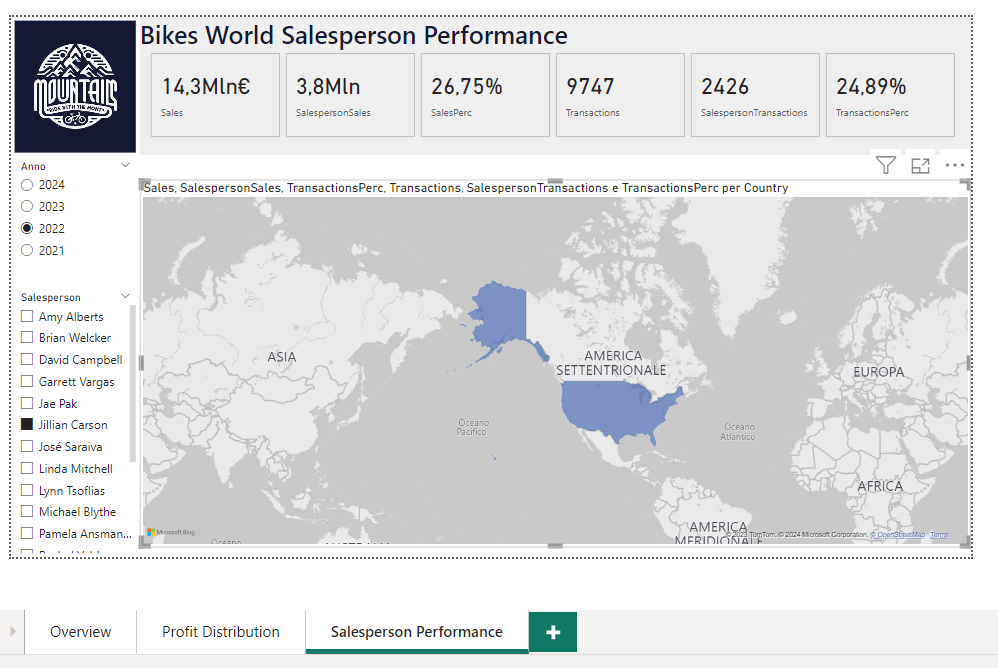 MOUNTAINS
"RIDE WITH THE MONT"
Bikes World Salesperson Performance
14,3Mln€
Sales
3,8Mln
SalespersonSales
26,75%
SalesPerc
9747
Transactions
2426
SalespersonTransactions
24,89%
TransactionsPerc
Anno
2024
2023
2022
2021
Salesperson
Amy Alberts
Brian Welcker
David Campbell
Garrett Vargas
Jae Pak
Jillian Carson
José Saraiva
Linda Mitchell
Lynn Tsoflias
Michael Blythe
Pamela Ansman...
Sales, SalespersonSales, TransactionsPerc, Transactions, SalespersonTransactions e TransactionsPerc per Country
ASIA
AMERICA
SETTENTRIONALE
EUROPA
Oceano
Pacifico
Oceano
Atlantico
AFRICA
AMERICA
MERIDIONALE
Oceano
AUSTRALIA
Microsoft Bing
© 2023 TomTom, © 2024 Microsoft Corporation, © OpenStreetMap Terms
Overview
Profit Distribution
Salesperson Performance
+